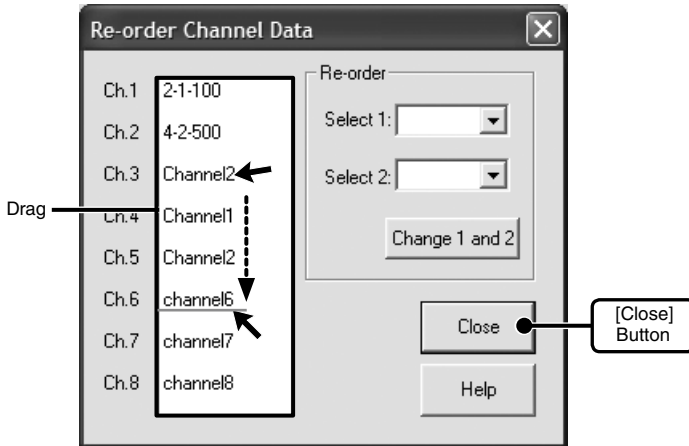 Re-order Channel Data
Ch.1 2-1-100
Ch.2 4-2-500
Ch.3 Channel2
Ch.4 Channel1
Ch.5 Channel2
Ch.6 channel6
Ch.7 channel7
Ch.8 channel8
Drag
Re-order
Select 1:
Select 2:
Change 1 and 2
Close
Help
[Close]
Button